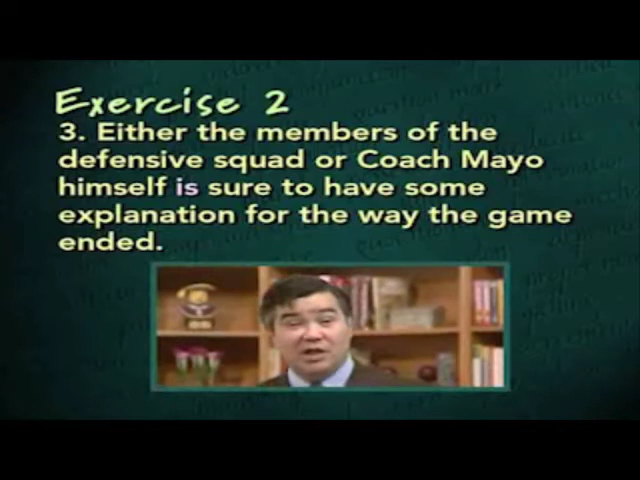 Exercise 2
3. Either the members of the
defensive squad or Coach Mayo
himself is sure to have some
explanation for the way the game
ended.